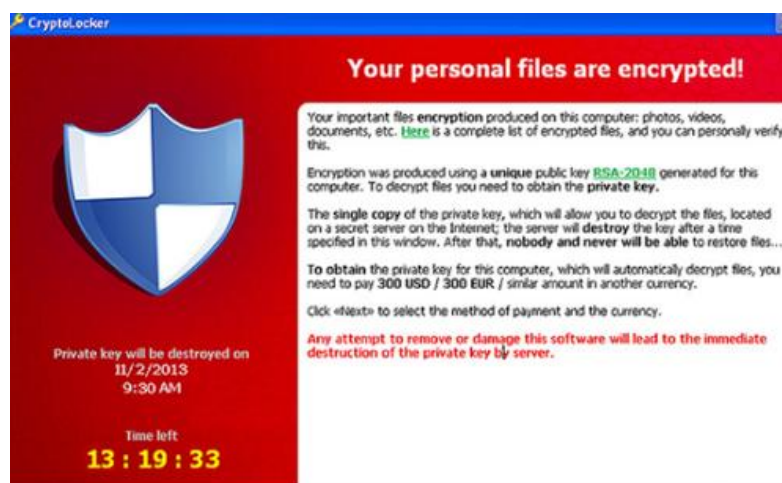 CryptoLocker
Your personal files are encrypted!
Your important files encryption produced on this computer: photos, videos,
documents, etc. Here is a complete list of encrypted files, and you can personally verify
this.
Encryption was produced using a unique public key RSA-2048 generated for this
computer. To decrypt files you need to obtain the private key.
The single copy of the private key, which will allow you to decrypt the files, located
on a secret server on the Internet; the server will destroy the key after a time
specified in this window. After that, nobody and never will be able to restore files...
To obtain the private key for this computer, which will automatically decrypt files, you
need to pay 300 USD / 300 EUR / similar amount in another currency.
Click «Next» to select the method of payment and the currency.
Any attempt to remove or damage this software will lead to the immediate
destruction of the private key by server.
Private key will be destroyed on
11/2/2013
9:30 AM
Time left
13 : 19 : 33